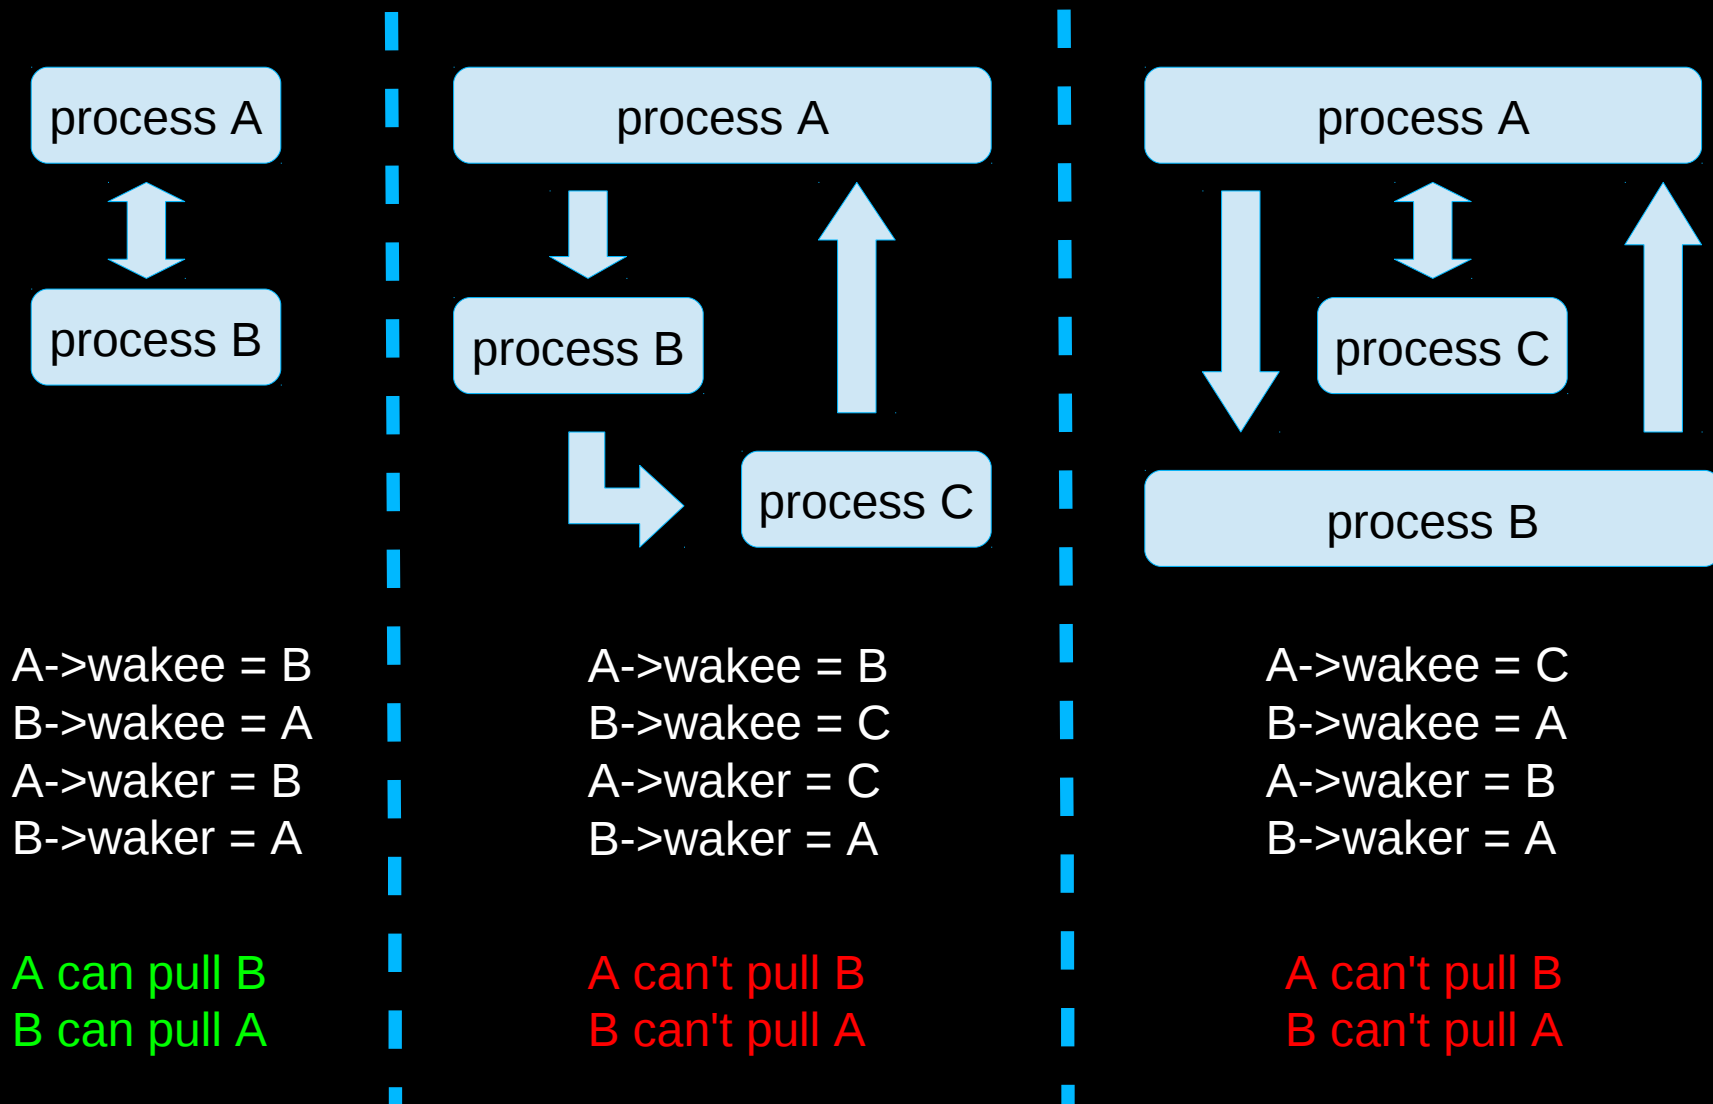 process A
process B
A->wakee = B
B->wakee = A
A->waker = B
B->waker = A
A can pull B
B can pull A
process A
process B
process C
A->wakee = B
B->wakee = C
A->waker = C
B->waker = A
A can't pull B
B can't pull A
process A
process C
process B
A->wakee = C
B->wakee = A
A->waker = B
B->waker = A
A can't pull B
B can't pull A